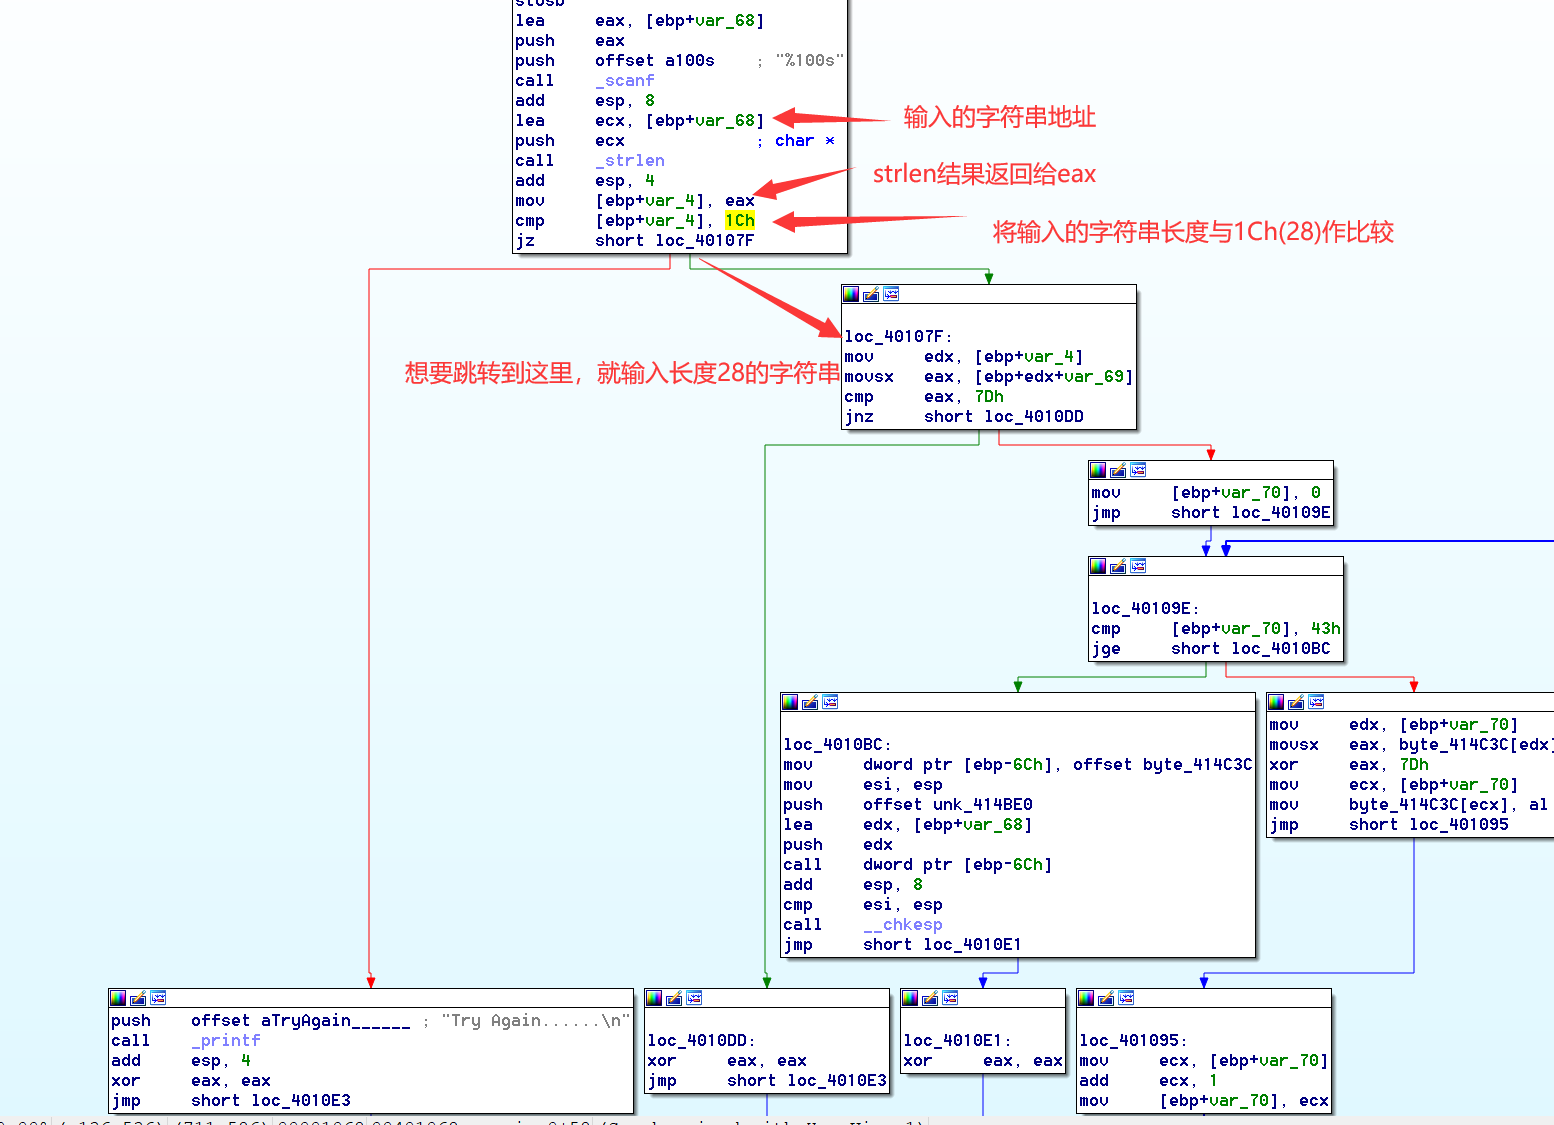 lea eax, [ebp+var_68]
push eax
push offset a100s ; "%100s"
call _scanf
add esp, 8
lea ecx, [ebp+var_68]
push ecx ; char *
call _strlen
add esp, 4
mov [ebp+var_4], eax
cmp [ebp+var_4], 1Ch
jz short loc_40107F
输入的字符串地址
strlen结果返回给eax
将输入的字符串长度与1Ch(28)作比较
想要跳转到这里，就输入长度28的字符串
loc_40107F:
mov edx, [ebp+var_4]
movsx eax, [ebp+edx+var_69]
cmp eax, 7Dh
jnz short loc_4010DD
mov [ebp+var_70], 0
jmp short loc_40109E
loc_40109E:
cmp [ebp+var_70], 43h
jge short loc_4010BC
loc_4010BC:
mov dword ptr [ebp-6Ch], offset byte_414C3C
mov esi, esp
push offset unk_414BE0
lea edx, [ebp+var_68]
push edx
call dword ptr [ebp-6Ch]
add esp, 8
cmp esi, esp
call __chkesp
jmp short loc_4010E1
mov edx, [ebp+var_70]
movsx eax, byte_414C3C[edx]
xor eax, 7Dh
mov ecx, [ebp+var_70]
mov byte_414C3C[ecx], al
jmp short loc_401095
push offset aTryAgain______ ; "Try Again......\n"
call _printf
add esp, 4
xor eax, eax
jmp short loc_4010E3
loc_4010DD:
xor eax, eax
jmp short loc_4010E3
loc_4010E1:
xor eax, eax
loc_401095:
mov ecx, [ebp+var_70]
add ecx, 1
mov [ebp+var_70], ecx